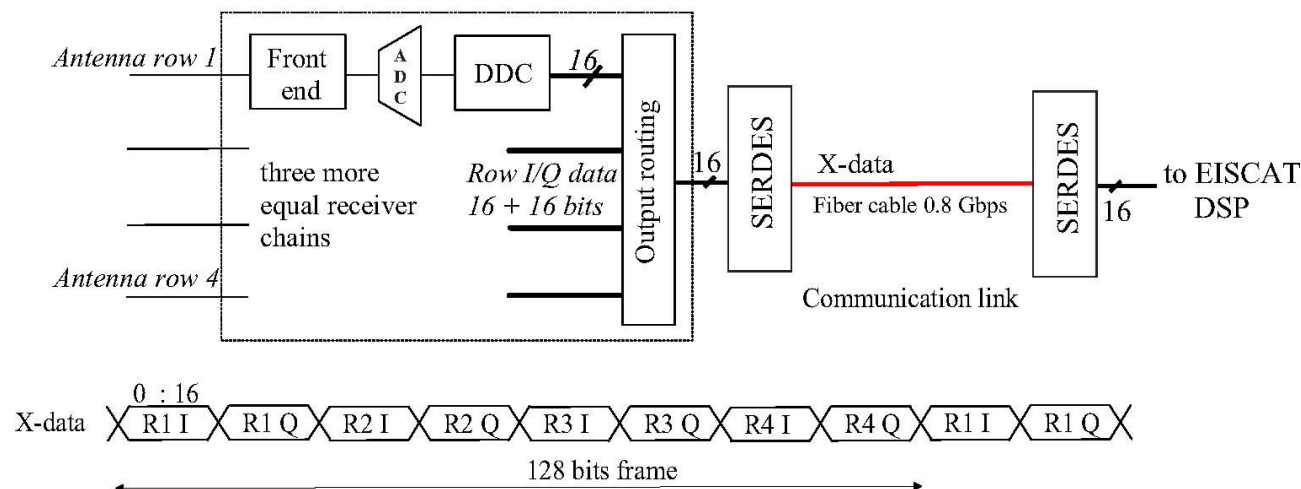 Antenna row 1
Front
end
A
D
C
DDC
16
Output routing
16
SERDES
X-data
Fiber cable 0.8 Gbps
SERDES
16
to EISCAT
DSP
three more
equal receiver
chains
Row I/Q data
16 + 16 bits
Antenna row 4
Communication link
0 : 16
X-data
R1 I
R1 Q
R2 I
R2 Q
R3 I
R3 Q
R4 I
R4 Q
R1 I
R1 Q
128 bits frame